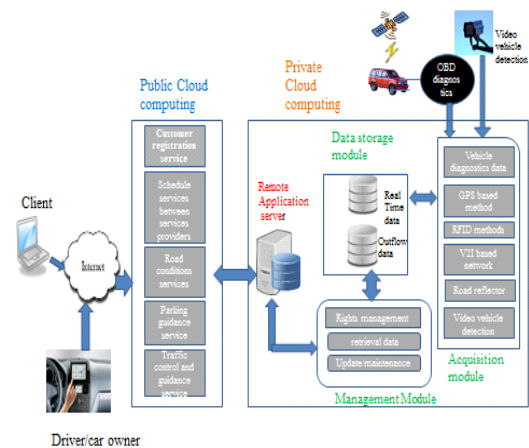 Video
vehicle
detection
OBD
diagnos
tics
Public Cloud
computing
Private
Cloud
computing
Customer
registration
service
Schedule
services
between
services
providers
Road
conditions
services
Parking
guidance
service
Traffic
control and
guidance
service
Client
Internet
Driver/car owner
Remote
Application
server
Data storage
module
Real
Time
data
Outflow
data
Rights management
retrieval data
Update/maintenance
Management Module
Vehicle
diagnostics data
GPS based
method
RFID methods
V2I based
network
Road reflector
Video vehicle
detection
Acquisition
module